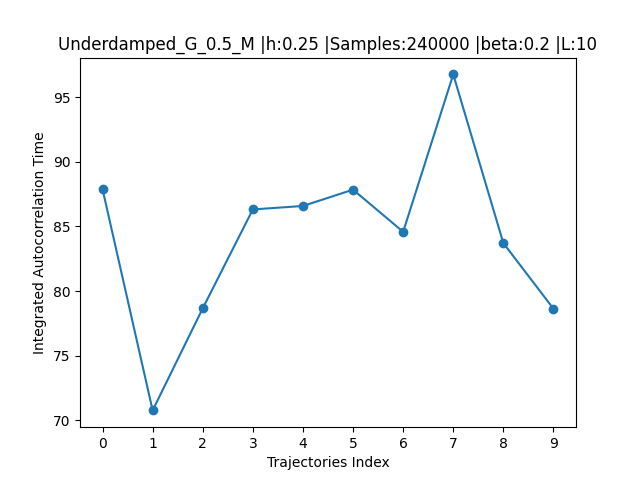 Underdamped_G_0.5_M |h:0.25 |Samples:240000 |beta:0.2 |L:10
Integrated Autocorrelation Time
95
90
85
80
75
70
0 1 2 3 4 5 6 7 8 9
Trajectories Index